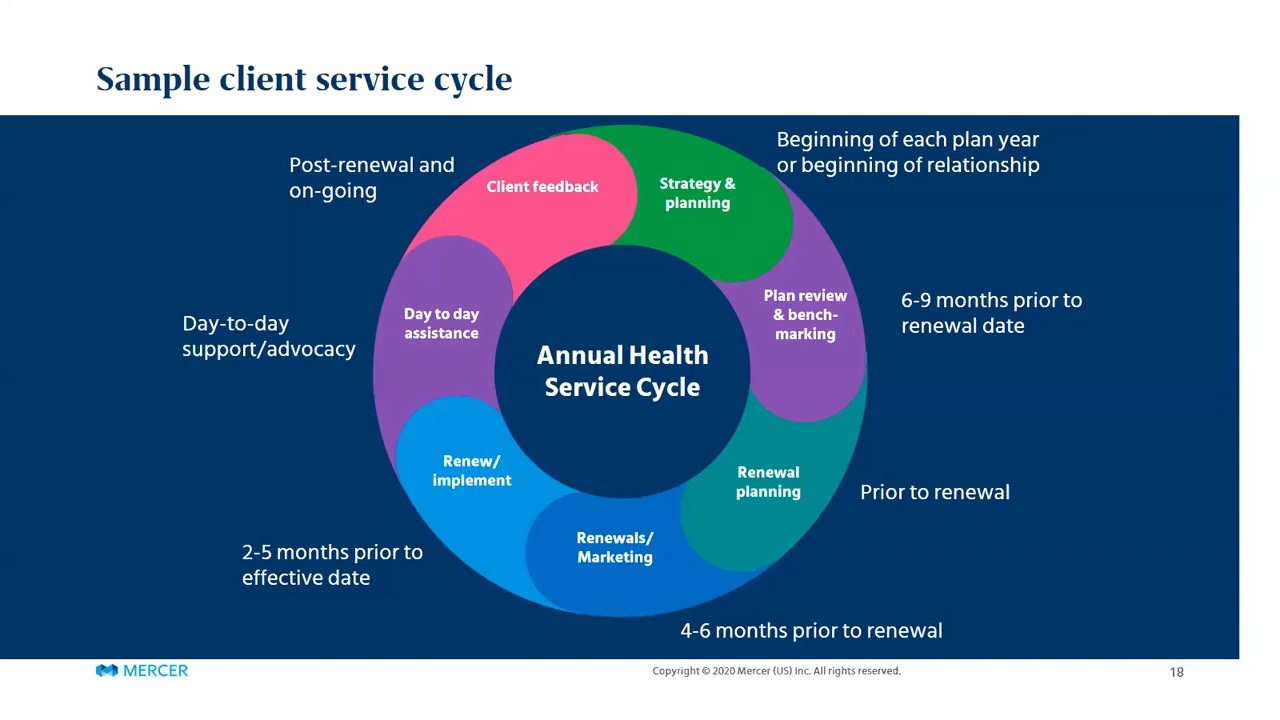 Sample client service cycle
Beginning of each plan year
or beginning of relationship
Post-renewal and
on-going
Client feedback
Strategy &
planning
Plan review
& bench-
marking
6-9 months prior to
renewal date
Day to day
assistance
Day-to-day
support/advocacy
Annual Health
Service Cycle
Renewal
planning
Prior to renewal
Renew/
implement
Renewals/
Marketing
2-5 months prior to
effective date
4-6 months prior to renewal
MERCER
Copyright © 2020 Mercer (US) Inc. All rights reserved.
18